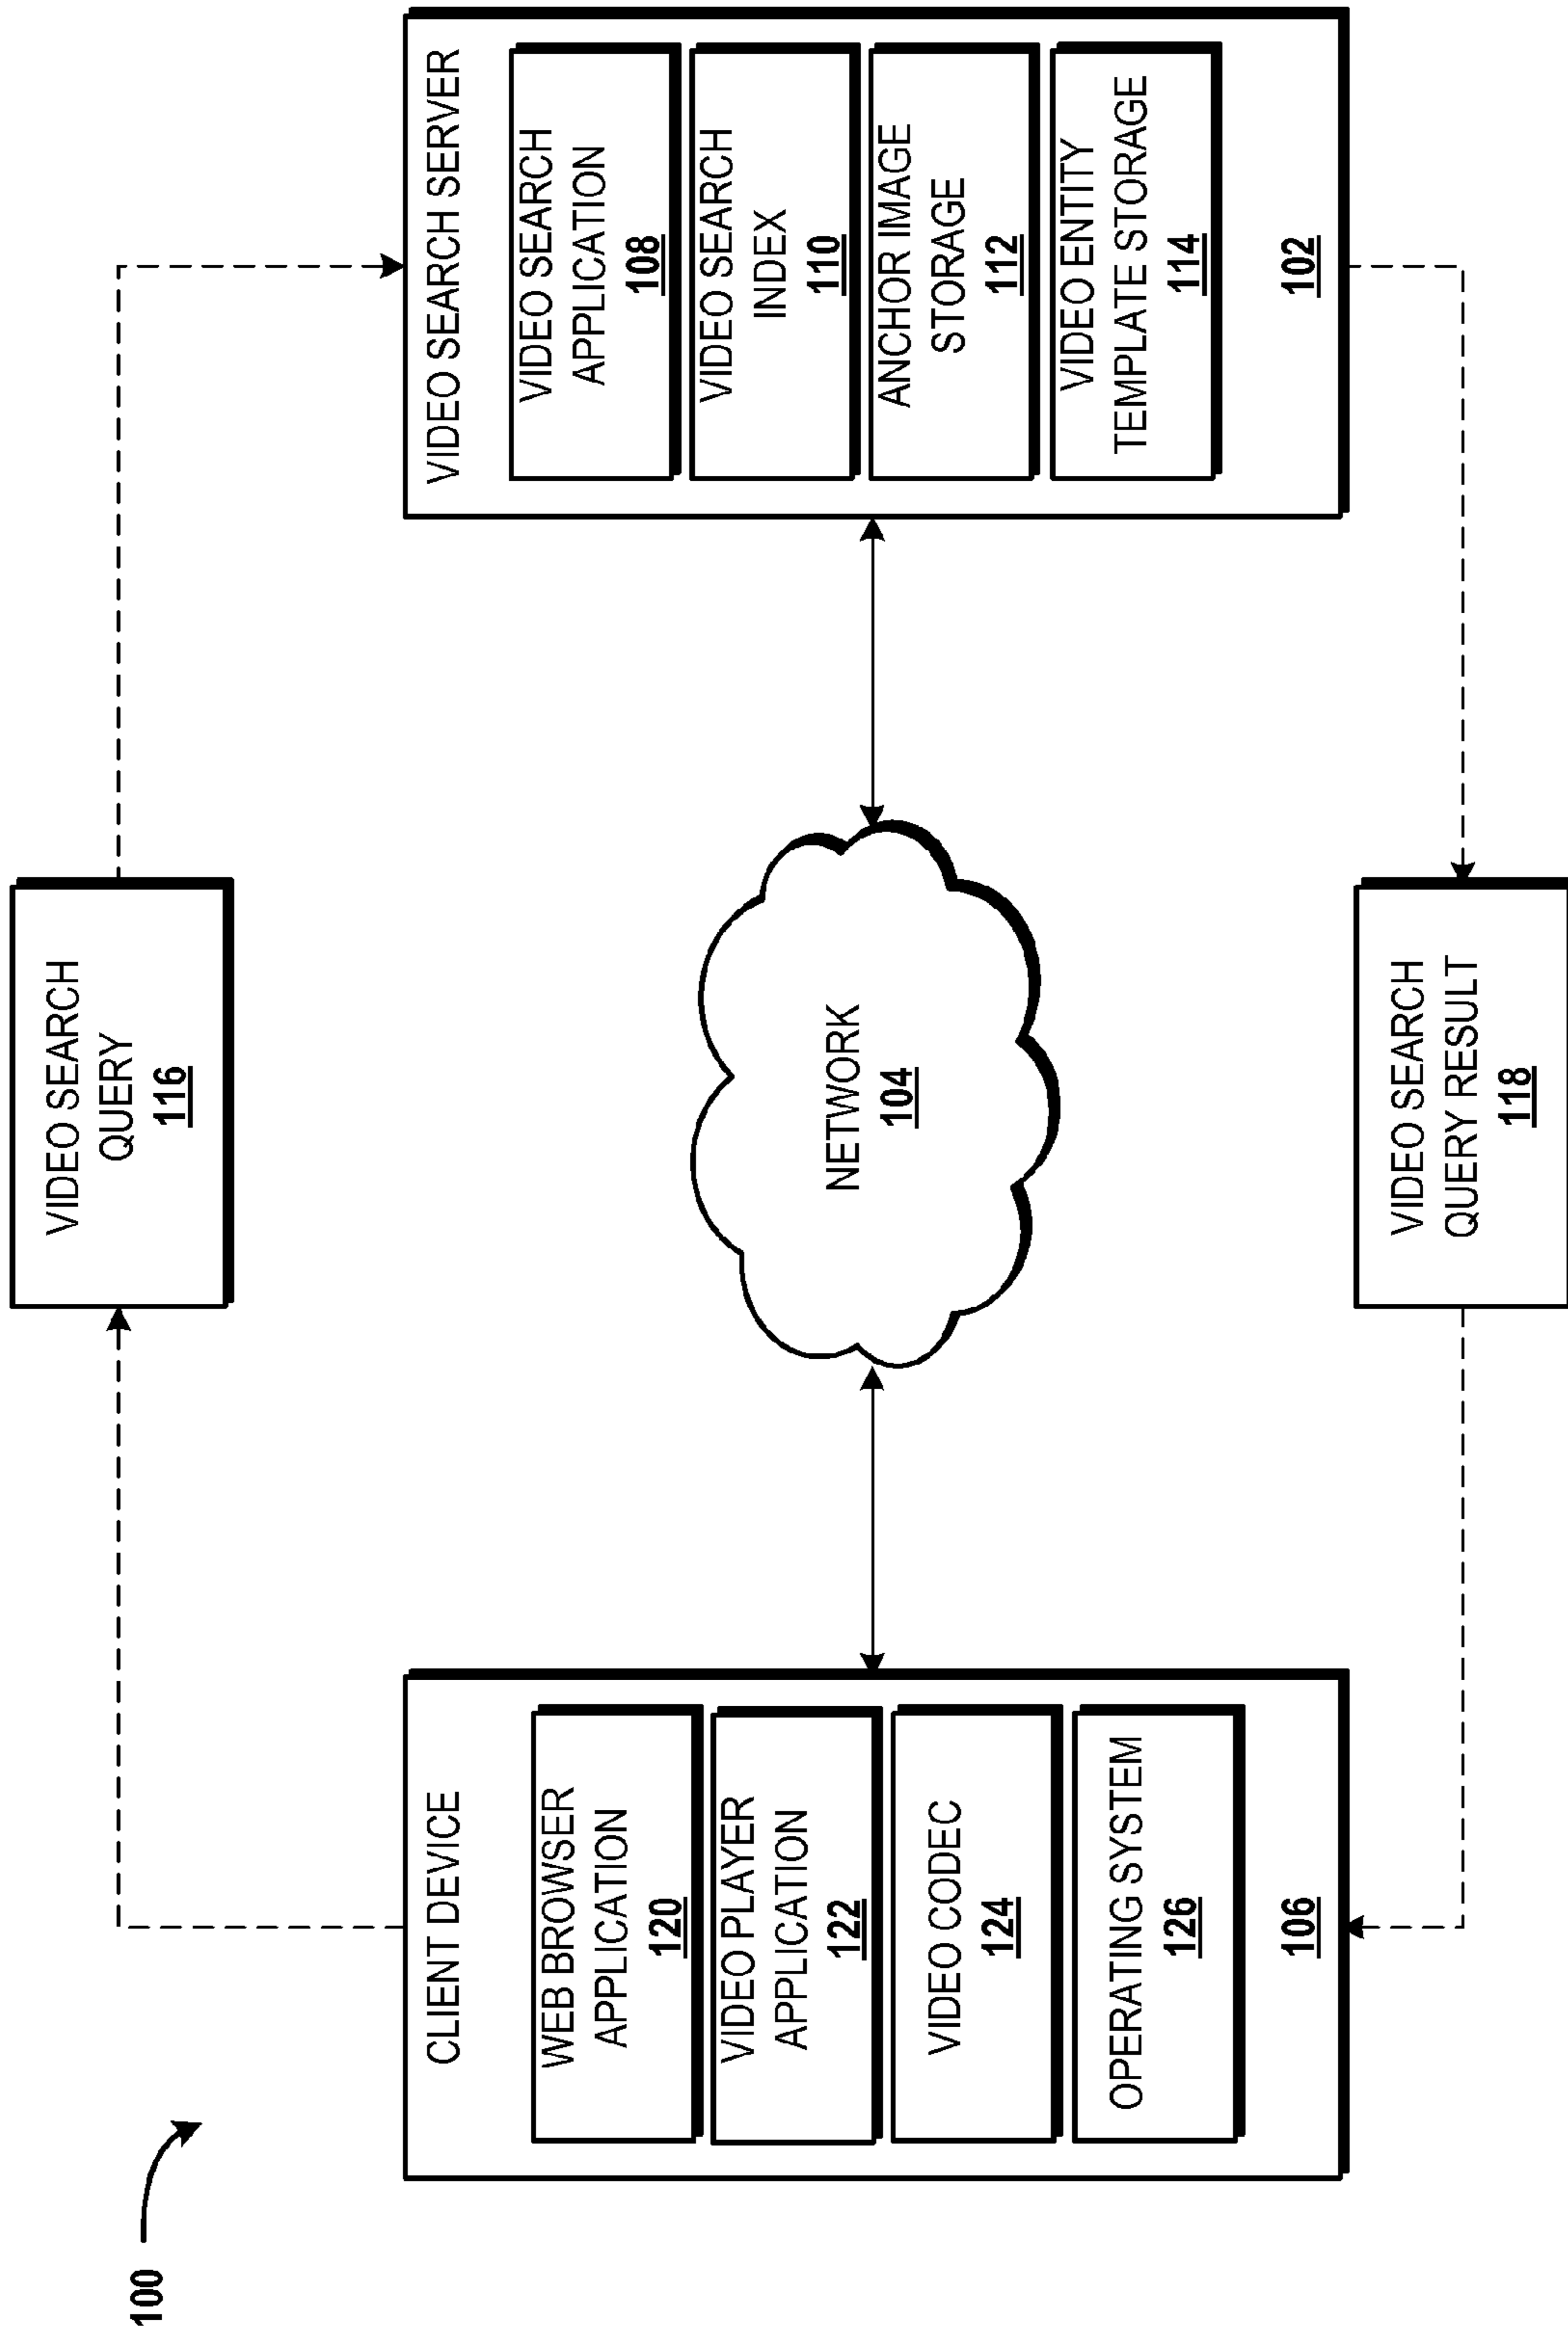 100
VIDEO SEARCH
QUERY
116
CLIENT DEVICE
WEB BROWSER
APPLICATION
120
VIDEO PLAYER
APPLICATION
122
VIDEO CODEC
124
OPERATING SYSTEM
126
106
NETWORK
104
VIDEO SEARCH SERVER
VIDEO SEARCH
APPLICATION
108
VIDEO SEARCH
INDEX
110
ANCHOR IMAGE
STORAGE
112
VIDEO ENTITY
TEMPLATE STORAGE
114
102
VIDEO SEARCH
QUERY RESULT
118